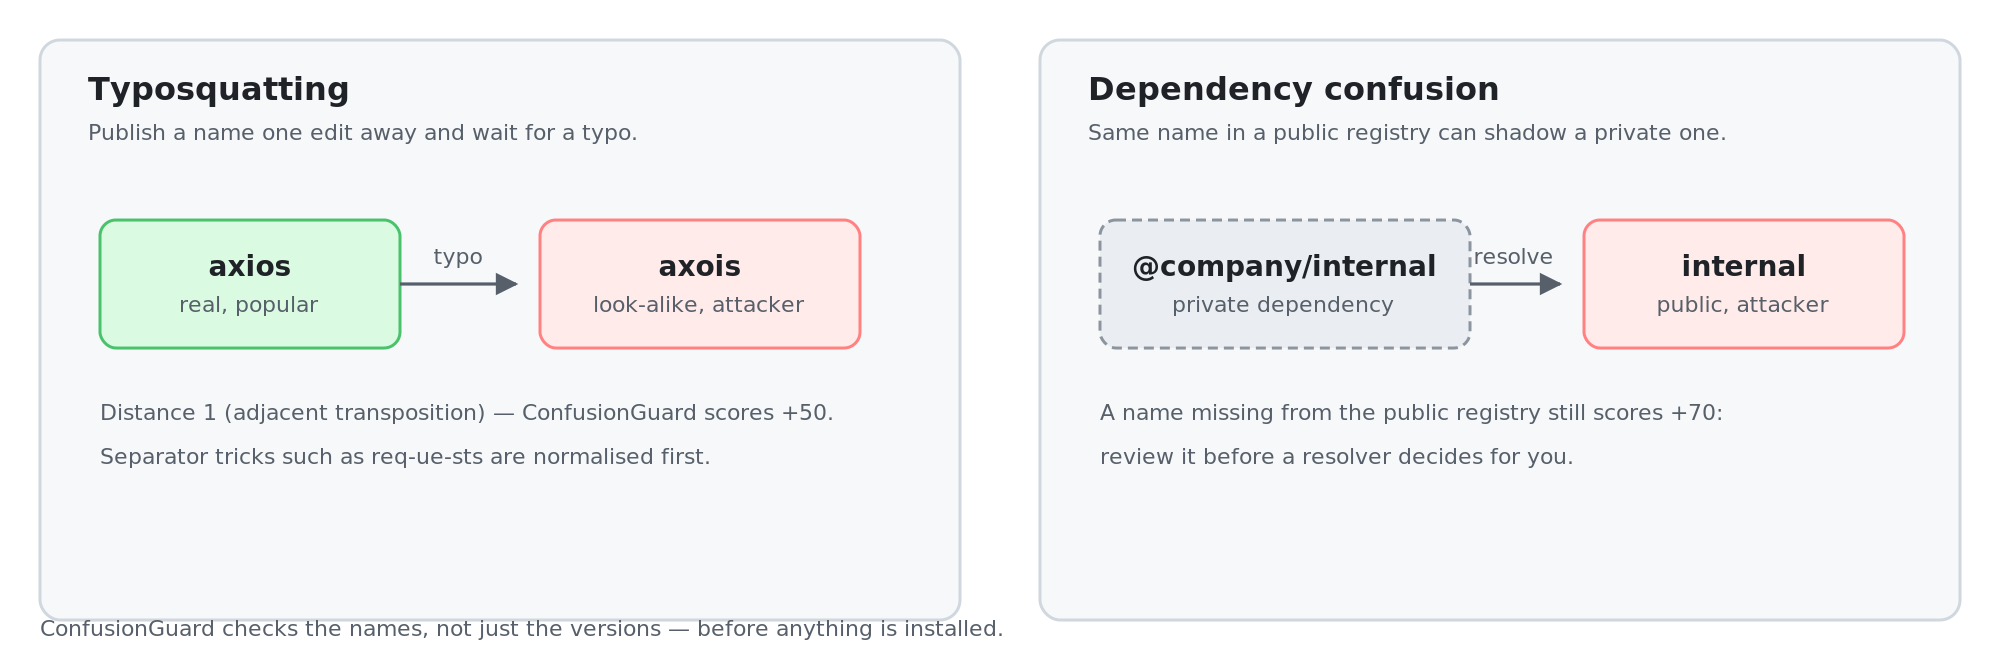 Typosquatting
Publish a name one edit away and wait for a typo.
axios
real, popular
typo
axois
look-alike, attacker
Distance 1 (adjacent transposition) — ConfusionGuard scores +50.
Separator tricks such as req-ue-sts are normalised first.
Dependency confusion
Same name in a public registry can shadow a private one.
@company/internal
private dependency
resolve
internal
public, attacker
A name missing from the public registry still scores +70:
review it before a resolver decides for you.
ConfusionGuard checks the names, not just the versions — before anything is installed.